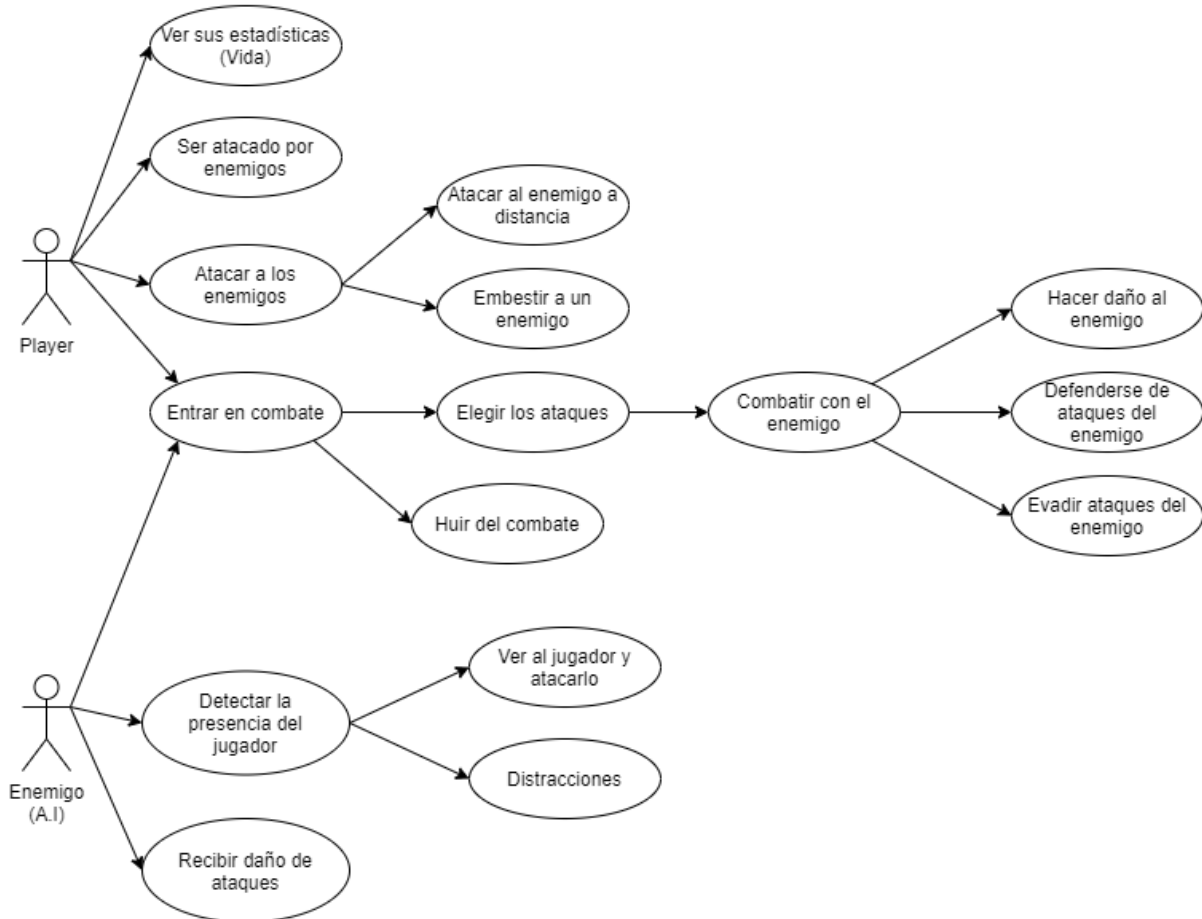 Ver sus estadísticas
(Vida)
Ser atacado por
enemigos
Atacar al enemigo a
distancia
Atacar a los
enemigos
Embestir a un
enemigo
Hacer daño al
enemigo
Player
Entrar en combate
Elegir los ataques
Combatir con el
enemigo
Defenderse de
ataques del
enemigo
Huir del combate
Evadir ataques del
enemigo
Ver al jugador y
atacarlo
Detectar la
presencia del
jugador
Distracciones
Enemigo
(A.I)
Recibir daño de
ataques